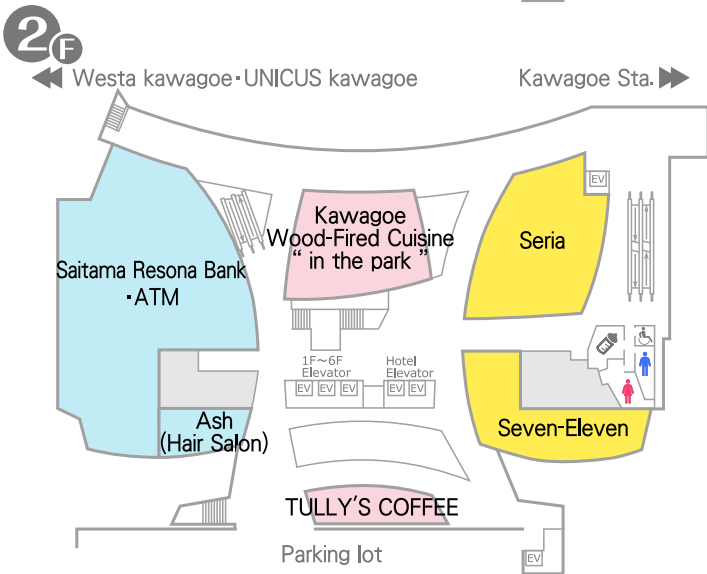 2F
Westa kawagoe・UNICUS kawagoe
Kawagoe Sta.
EV
Kawagoe
Wood-Fired Cuisine
“ in the park ”
Seria
Saitama Resona Bank
・ATM
1F～6F
Elevator
Hotel
Elevator
EV EV EV
EV EV
Ash
(Hair Salon)
Seven-Eleven
TULLY'S COFFEE
Parking lot
EV